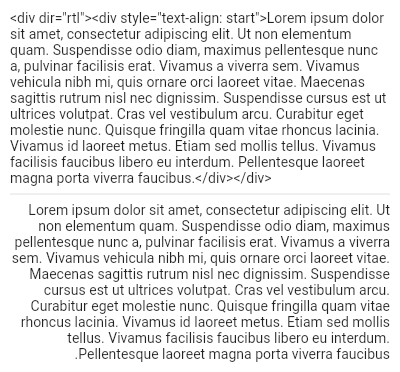 <div dir="rtl"><div style="text-align: start">Lorem ipsum dolor
sit amet, consectetur adipiscing elit. Ut non elementum
quam. Suspendisse odio diam, maximus pellentesque nunc
a, pulvinar facilisis erat. Vivamus a viverra sem. Vivamus
vehicula nibh mi, quis ornare orci laoreet vitae. Maecenas
sagittis rutrum nisl nec dignissim. Suspendisse cursus est ut
ultrices volutpat. Cras vel vestibulum arcu. Curabitur eget
molestie nunc. Quisque fringilla quam vitae rhoncus lacinia.
Vivamus id laoreet metus. Etiam sed mollis tellus. Vivamus
facilisis faucibus libero eu interdum. Pellentesque laoreet
magna porta viverra faucibus.</div></div>
Lorem ipsum dolor sit amet, consectetur adipiscing elit. Ut
non elementum quam. Suspendisse odio diam, maximus
pellentesque nunc a, pulvinar facilisis erat. Vivamus a viverra
sem. Vivamus vehicula nibh mi, quis ornare orci laoreet vitae.
Maecenas sagittis rutrum nisl nec dignissim. Suspendisse
cursus est ut ultrices volutpat. Cras vel vestibulum arcu.
Curabitur eget molestie nunc. Quisque fringilla quam vitae
rhoncus lacinia. Vivamus id laoreet metus. Etiam sed mollis
tellus. Vivamus facilisis faucibus libero eu interdum.
.Pellentesque laoreet magna porta viverra faucibus